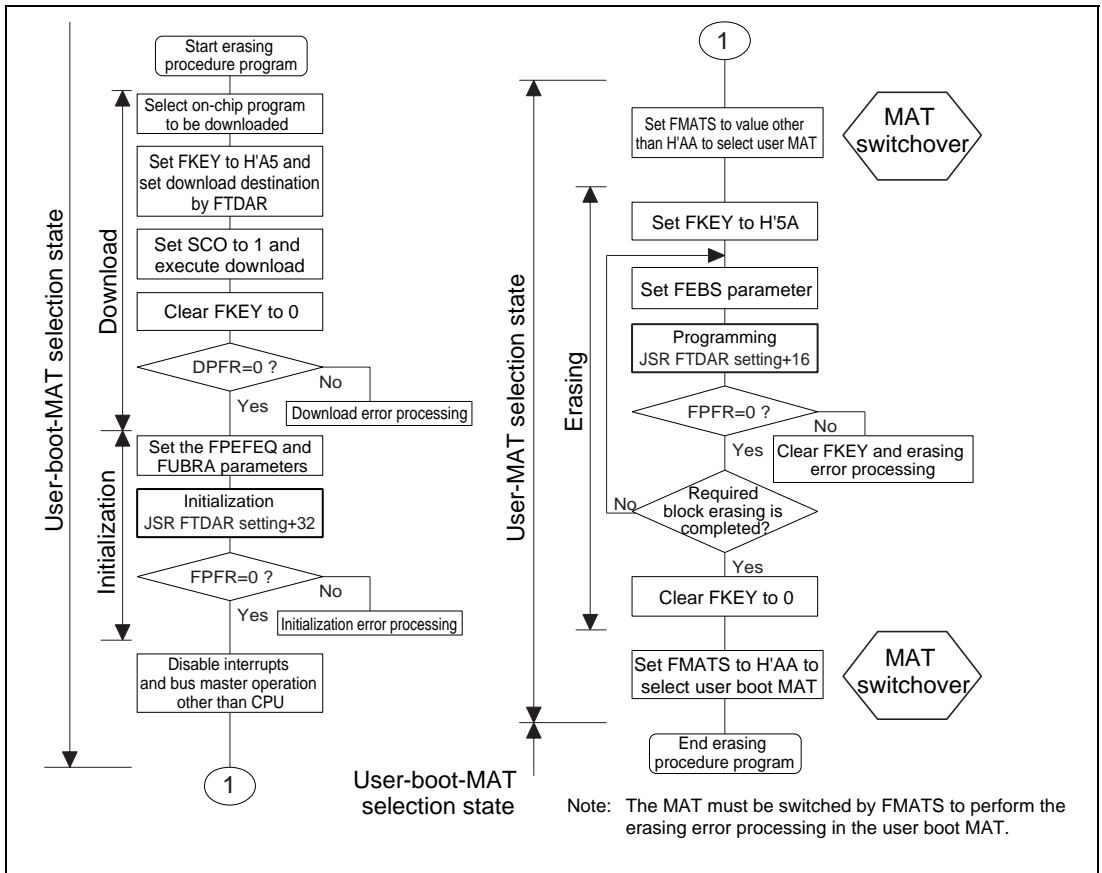 Start erasing
procedure program
Select on-chip program
to be downloaded
Set FKEY to H'A5 and
set download destination
by FTDAR
Set SCO to 1 and
execute download
Clear FKEY to 0
DPFR=0 ?
No
Yes
Download error processing
Set the FPEFEQ and
FUBRA parameters
Initialization
JSR FTDAR setting+32
FPFR=0 ?
No
Yes
Initialization error processing
Disable interrupts
and bus master operation
other than CPU
1
User-boot-MAT selection state
Download
Initialization
1
Set FMATS to value other
than H'AA to select user MAT
MAT
switchover
Set FKEY to H'5A
Set FEBS parameter
Programming
JSR FTDAR setting+16
FPFR=0 ?
No
Yes
Clear FKEY and erasing
error processing
Required
block erasing is
completed?
No
Yes
Clear FKEY to 0
Set FMATS to H'AA to
select user boot MAT
MAT
switchover
End erasing
procedure program
User-MAT selection state
Erasing
User-boot-MAT
selection state
Note: The MAT must be switched by FMATS to perform the
erasing error processing in the user boot MAT.